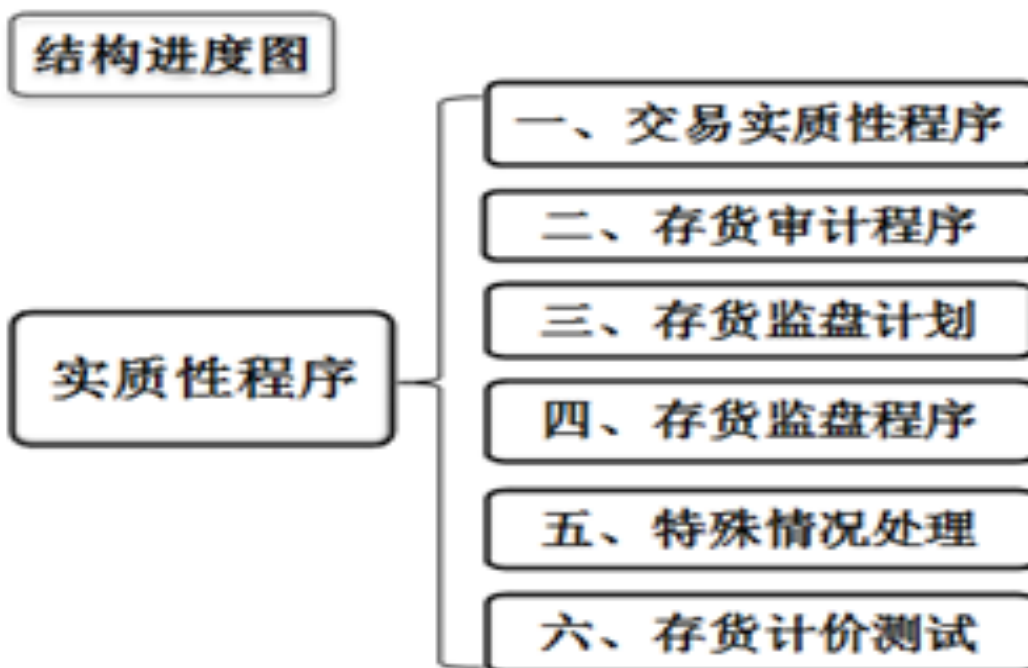 结构进度图
一、交易实质性程序
二、存货审计程序
三、存货监盘计划
实质性程序
四、存货监盘程序
五、特殊情况处理
六、存货计价测试